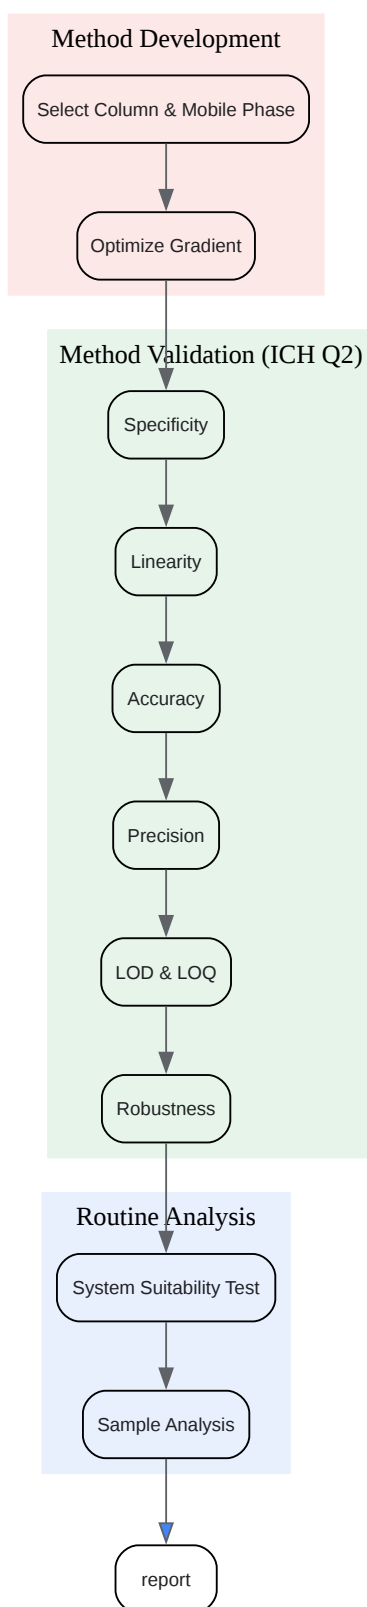 Method Development
Select Column & Mobile Phase
Optimize Gradient
Method Validation (ICH Q2)
Specificity
Linearity
Accuracy
Precision
LOD & LOQ
Robustness
Routine Analysis
System Suitability Test
Sample Analysis
report